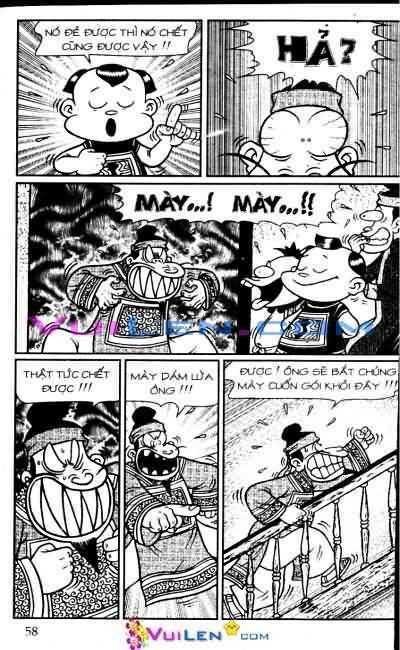 NÓ ĐẺ ĐƯỢC THÌ NÓ CHẾT
CŨNG ĐƯỢC VẬY !!
HẢ?
MÀY...! MÀY...!!
VuiLen.com
THẬT TỨC CHẾT
ĐƯỢC !!!
MÀY DÁM LỪA
ÔNG !!!
ĐƯỢC ! ÔNG SẼ BẮT CHÚNG
MÀY CUỐN GÓI KHỎI ĐÂY !!!
58
VuiLen.com